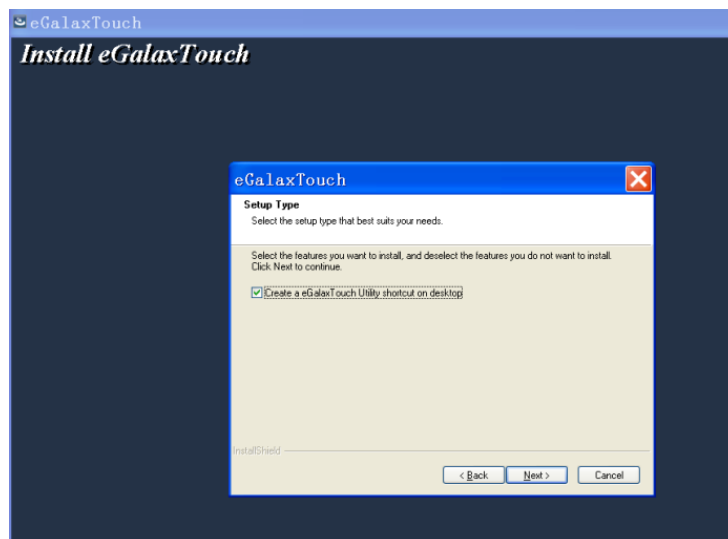 eGalaxTouch
Install eGalaxTouch
eGalaxTouch
Setup Type
Select the setup type that best suits your needs.
Select the features you want to install, and deselect the features you do not want to install.
Click Next to continue.
Create a eGalaxTouch Utility shortcut on desktop
InstallShield
< Back
Next >
Cancel